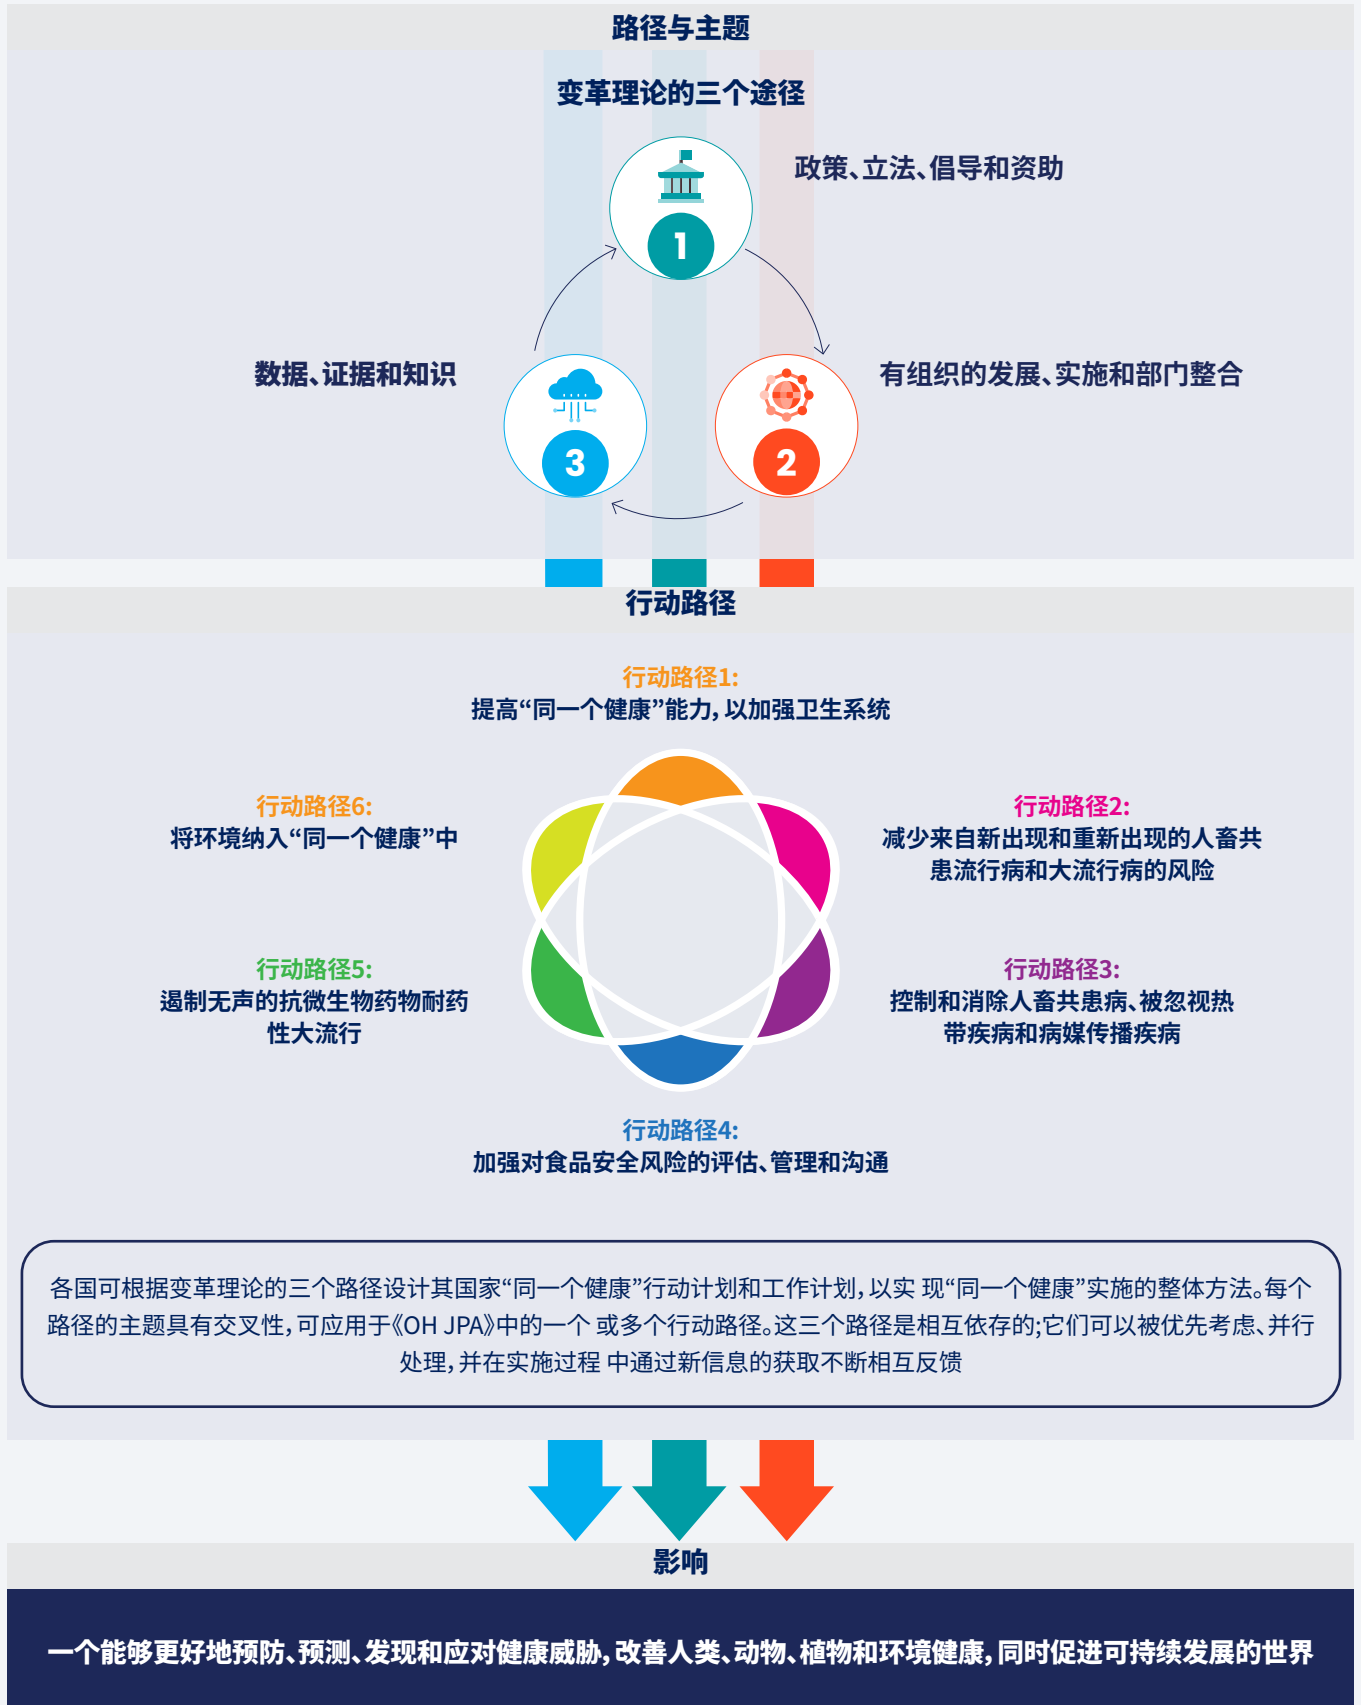 路径与主题
变革理论的三个途径
1
政策、立法、倡导和资助
2
有组织的发展、实施和部门整合
3
数据、证据和知识
行动路径
行动路径1:
提高“同一个健康”能力，以加强卫生系统
行动路径2:
减少来自新出现和重新出现的人畜共
患流行病和大流行病的风险
行动路径3:
控制和消除人畜共患病、被忽视热
带疾病和病媒传播疾病
行动路径4:
加强对食品安全风险的评估、管理和沟通
行动路径5:
遏制无声的抗微生物药物耐药
性大流行
行动路径6:
将环境纳入“同一个健康”中
各国可根据变革理论的三个路径设计其国家“同一个健康”行动计划和工作计划，以实 现“同一个健康”实施的整体方法。每个
路径的主题具有交叉性，可应用于《OH JPA》中的一个 或多个行动路径。这三个路径是相互依存的;它们可以被优先考虑、并行
处理，并在实施过程 中通过新信息的获取不断相互反馈
影响
一个能够更好地预防、预测、发现和应对健康威胁，改善人类、动物、植物和环境健康，同时促进可持续发展的世界